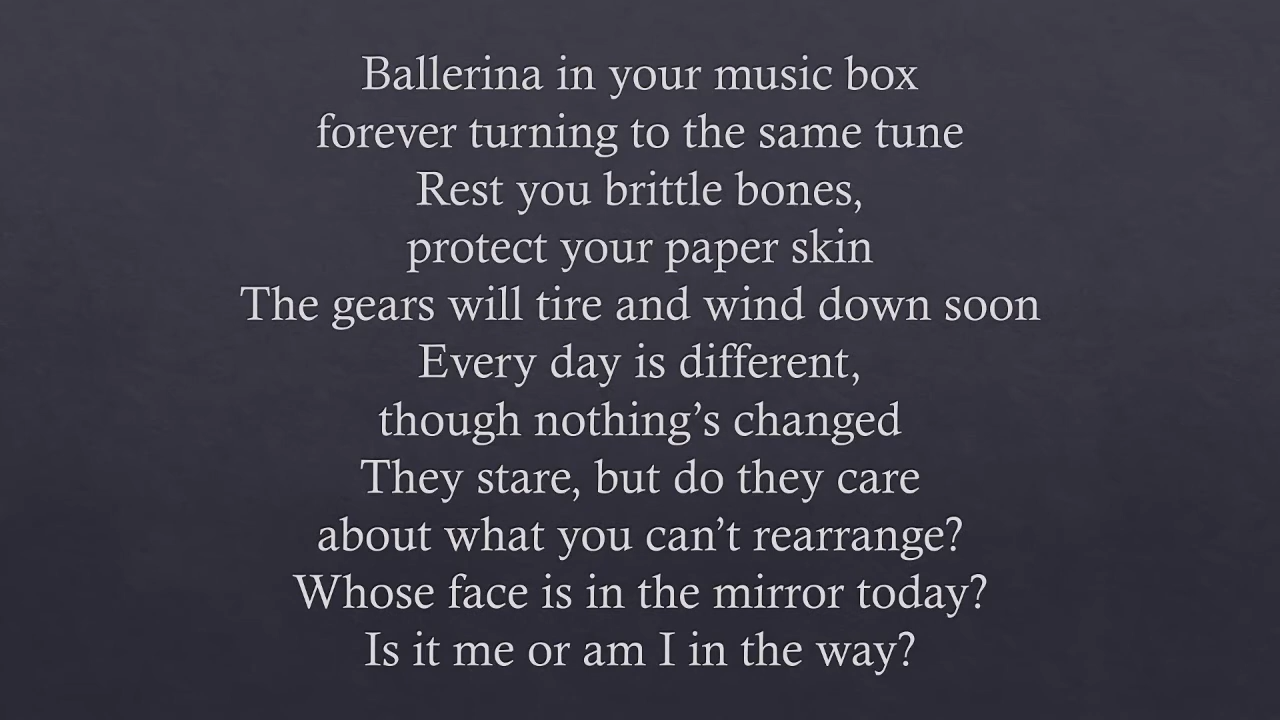 Ballerina in your music box
forever turning to the same tune
Rest you brittle bones,
protect your paper skin
The gears will tire and wind down soon
Every day is different,
though nothing’s changed
They stare, but do they care
about what you can’t rearrange?
Whose face is in the mirror today?
Is it me or am I in the way?